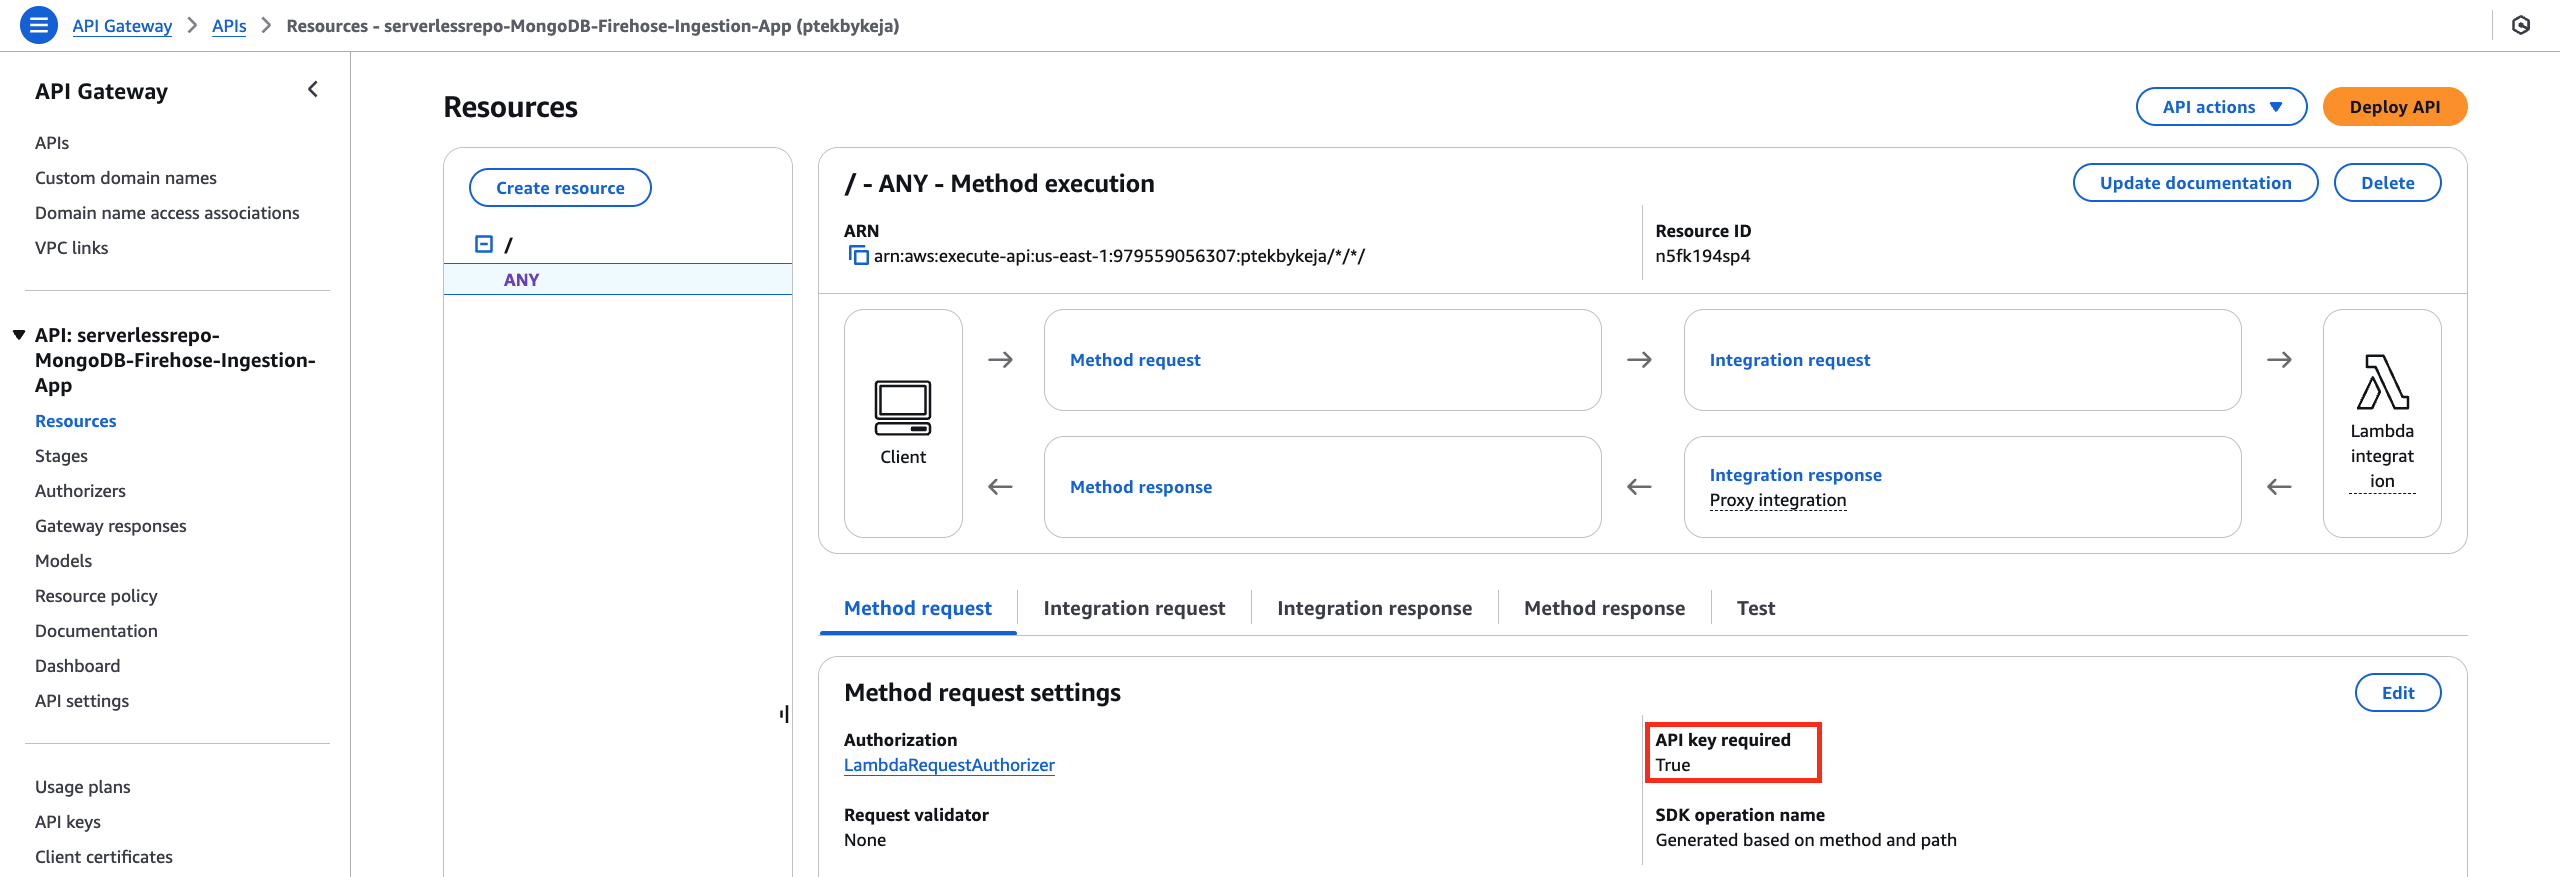 API Gateway > APIs > Resources - serverlessrepo-MongoDB-Firehose-Ingestion-App (ptekbykeja)
API Gateway
APIs
Custom domain names
Domain name access associations
VPC links
API: serverlessrepo-
MongoDB-Firehose-Ingestion-
App
Resources
Stages
Authorizers
Gateway responses
Models
Resource policy
Documentation
Dashboard
API settings
Usage plans
API keys
Client certificates
Resources
API actions
Deploy API
Create resource
/
ANY
/ - ANY - Method execution
Update documentation
Delete
ARN
arn:aws:execute-api:us-east-1:979559056307:ptekbykeja/*/*/
Resource ID
n5fk194sp4
Client
Method request
Integration request
Method response
Integration response
Proxy integration
Lambda
integrat
ion
Method request
Integration request
Integration response
Method response
Test
Method request settings
Edit
Authorization
LambdaRequestAuthorizer
API key required
True
Request validator
None
SDK operation name
Generated based on method and path